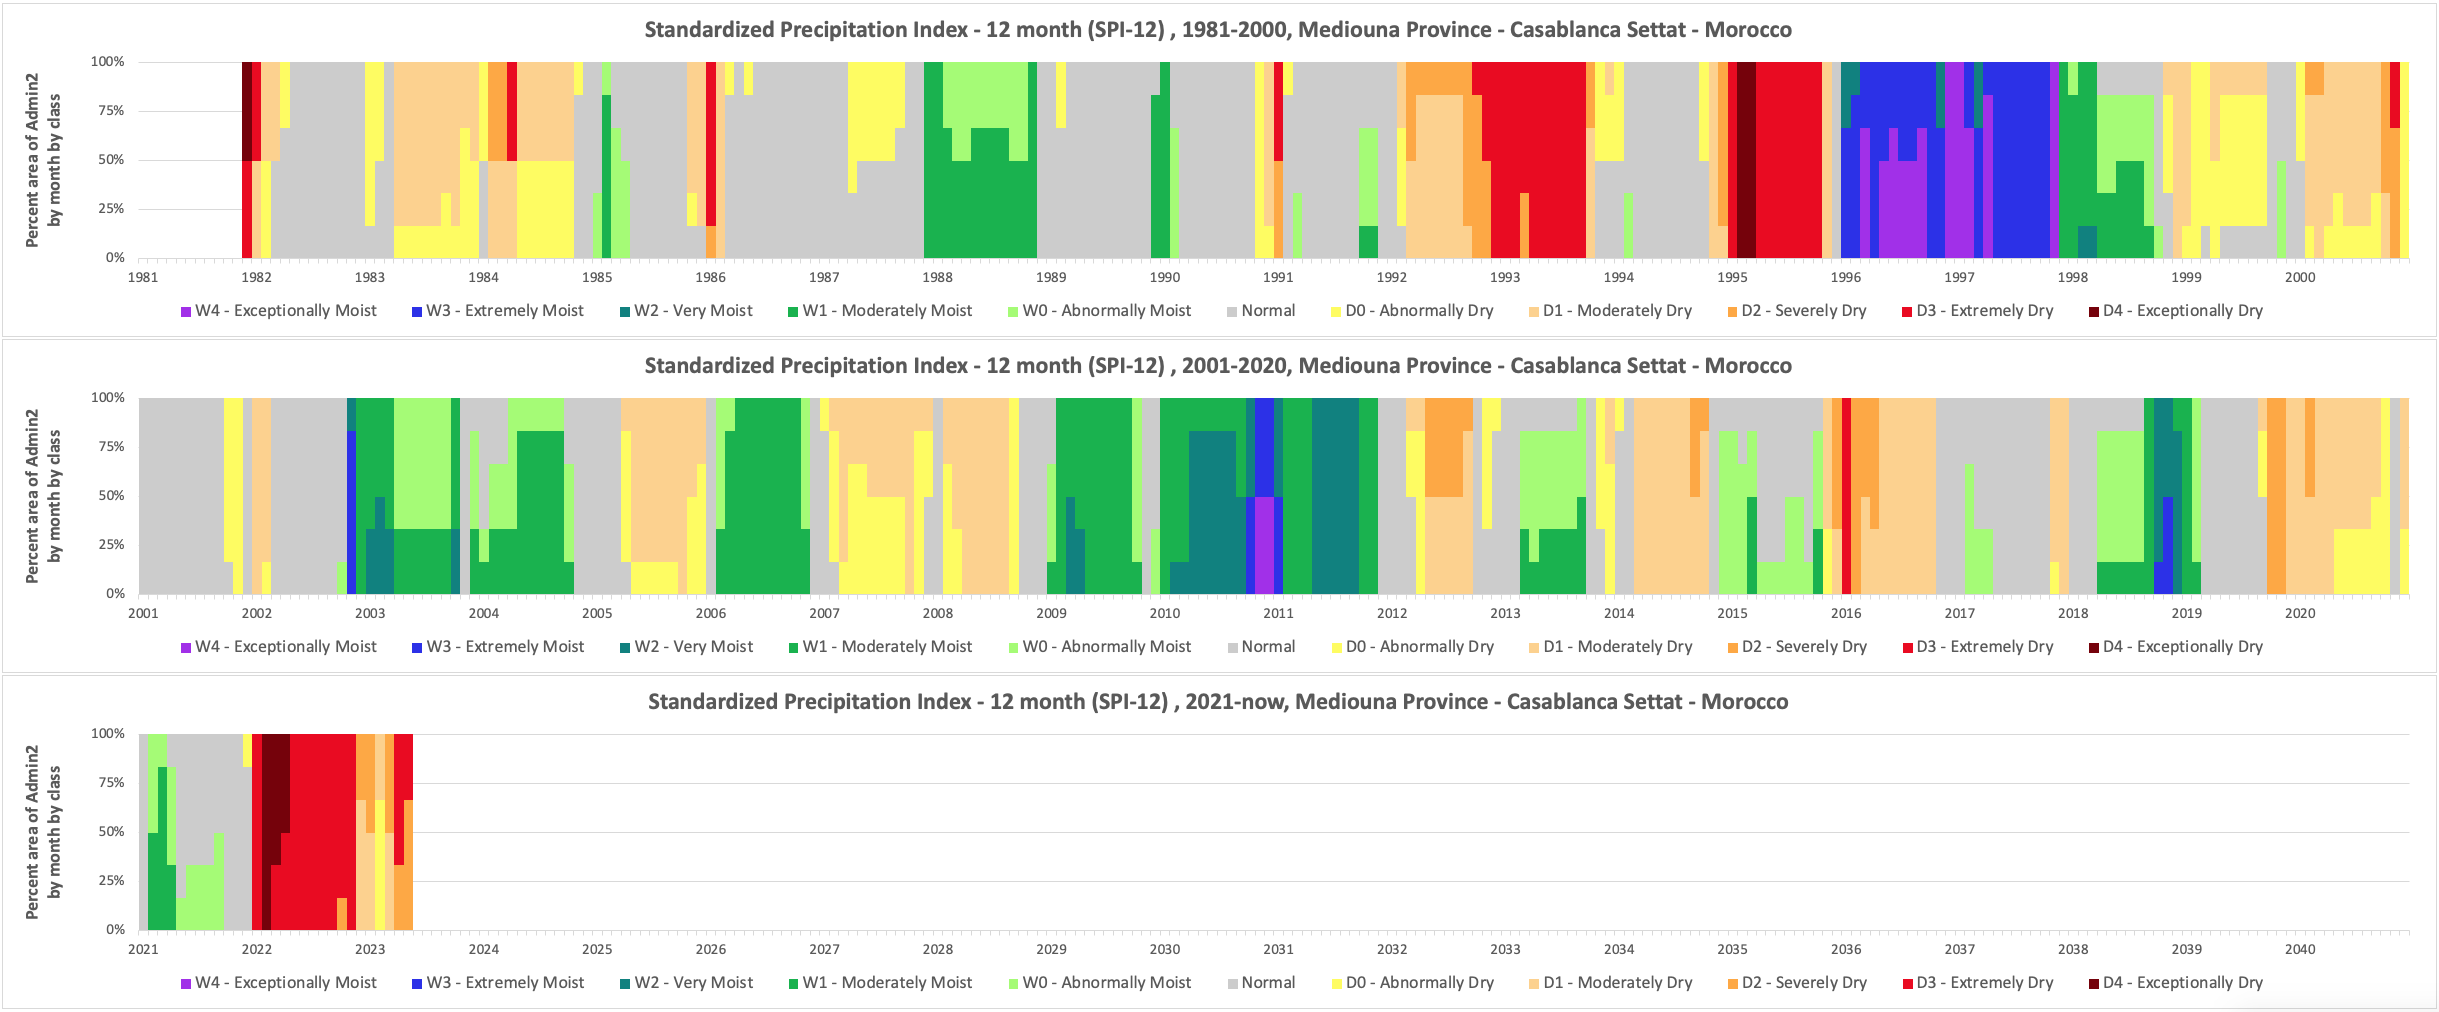 Standardized Precipitation Index - 12 month (SPI-12) , 1981-2000, Mediouna Province - Casablanca Settat - Morocco
Percent area of Admin2
by month by class
100%
75%
50%
25%
0%
1981 1982 1983 1984 1985 1986 1987 1988 1989 1990 1991 1992 1993 1994 1995 1996 1997 1998 1999 2000
W4 - Exceptionally Moist W3 - Extremely Moist W2 - Very Moist W1 - Moderately Moist W0 - Abnormally Moist Normal D0 - Abnormally Dry D1 - Moderately Dry D2 - Severely Dry D3 - Extremely Dry D4 - Exceptionally Dry
Standardized Precipitation Index - 12 month (SPI-12) , 2001-2020, Mediouna Province - Casablanca Settat - Morocco
Percent area of Admin2
by month by class
100%
75%
50%
25%
0%
2001 2002 2003 2004 2005 2006 2007 2008 2009 2010 2011 2012 2013 2014 2015 2016 2017 2018 2019 2020
W4 - Exceptionally Moist W3 - Extremely Moist W2 - Very Moist W1 - Moderately Moist W0 - Abnormally Moist Normal D0 - Abnormally Dry D1 - Moderately Dry D2 - Severely Dry D3 - Extremely Dry D4 - Exceptionally Dry
Standardized Precipitation Index - 12 month (SPI-12) , 2021-now, Mediouna Province - Casablanca Settat - Morocco
Percent area of Admin2
by month by class
100%
75%
50%
25%
0%
2021 2022 2023 2024 2025 2026 2027 2028 2029 2030 2031 2032 2033 2034 2035 2036 2037 2038 2039 2040
W4 - Exceptionally Moist W3 - Extremely Moist W2 - Very Moist W1 - Moderately Moist W0 - Abnormally Moist Normal D0 - Abnormally Dry D1 - Moderately Dry D2 - Severely Dry D3 - Extremely Dry D4 - Exceptionally Dry